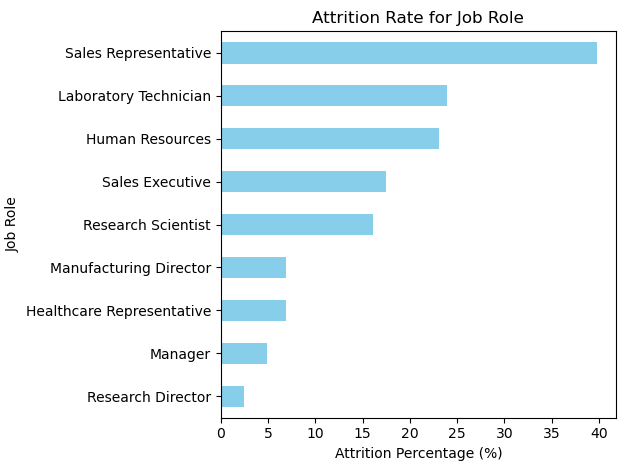 Attrition Rate for Job Role
Sales Representative
Laboratory Technician
Human Resources
Sales Executive
Research Scientist
Manufacturing Director
Healthcare Representative
Manager
Research Director
Job Role
0 5 10 15 20 25 30 35 40
Attrition Percentage (%)